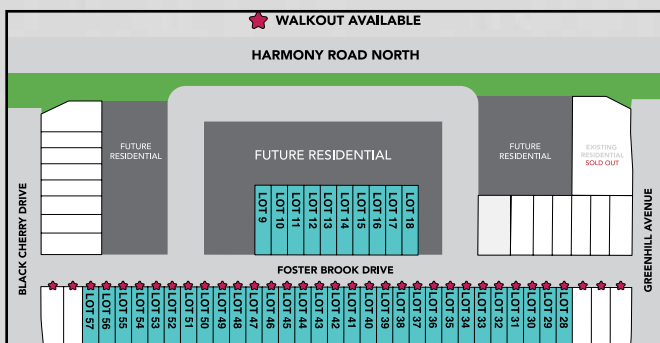 WALKOUT AVAILABLE
HARMONY ROAD NORTH
FUTURE
RESIDENTIAL
FUTURE RESIDENTIAL
FUTURE
RESIDENTIAL
EXISTING
RESIDENTIAL
SOLD OUT
BLACK CHERRY DRIVE
GREENHILL AVENUE
LOT 9
LOT 10
LOT 11
LOT 12
LOT 13
LOT 14
LOT 15
LOT 16
LOT 17
LOT 18
FOSTER BROOK DRIVE
LOT 57
LOT 56
LOT 55
LOT 54
LOT 53
LOT 52
LOT 51
LOT 50
LOT 49
LOT 48
LOT 47
LOT 46
LOT 45
LOT 44
LOT 43
LOT 42
LOT 41
LOT 40
LOT 39
LOT 38
LOT 37
LOT 36
LOT 35
LOT 34
LOT 33
LOT 32
LOT 31
LOT 30
LOT 29
LOT 28